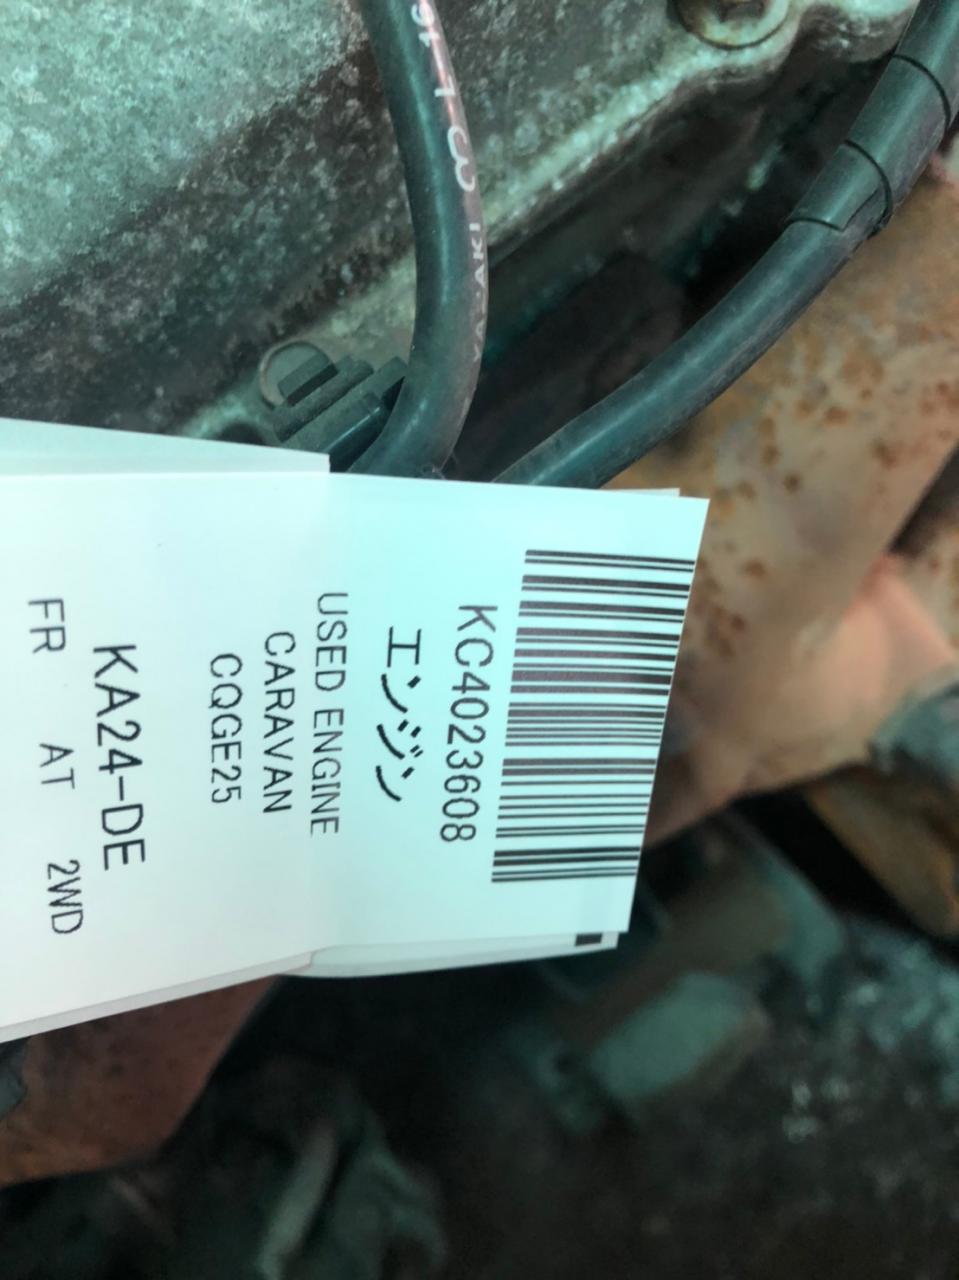 KC4023608
エンジン
USED ENGINE
CARAVAN
CQGE25
KA24-DE
FR AT 2WD